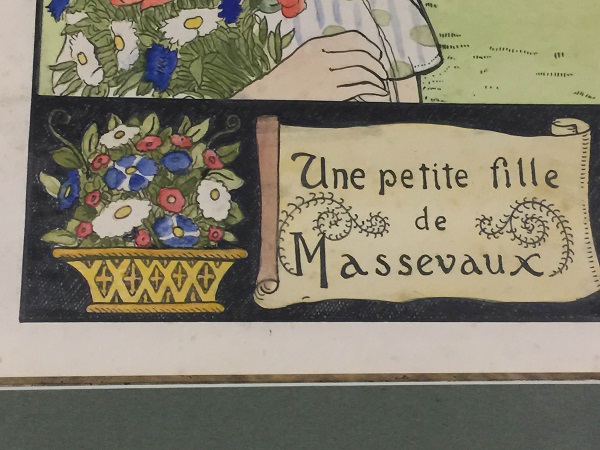 Une petite fille
de
Massevaux